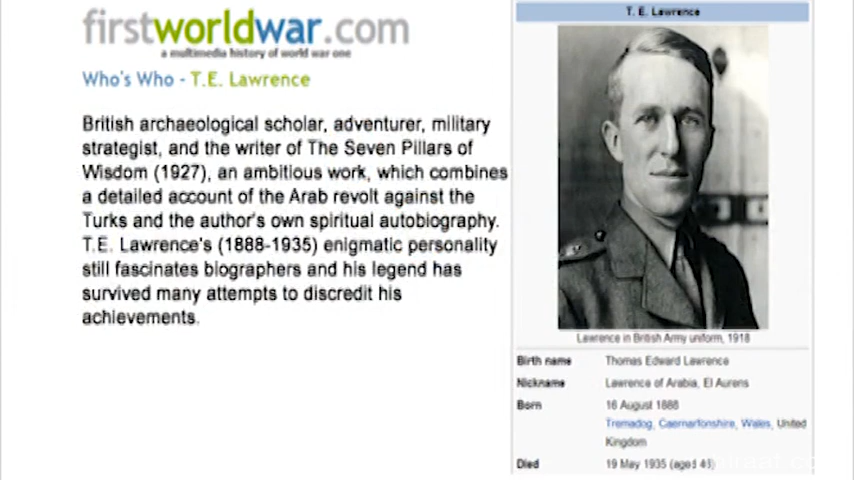 firstworldwar.com
a multimedia history of world war one
Who's Who - T.E. Lawrence
British archaeological scholar, adventurer, military
strategist, and the writer of The Seven Pillars of
Wisdom (1927), an ambitious work, which combines
a detailed account of the Arab revolt against the
Turks and the author's own spiritual autobiography.
T.E. Lawrence's (1888-1935) enigmatic personality
still fascinates biographers and his legend has
survived many attempts to discredit his
achievements.
T. E. Lawrence
Lawrence in British Army uniform, 1918
Birth name Thomas Edward Lawrence
Nickname Lawrence of Arabia, El Aurens
Born 16 August 1888
Tremadog, Caernarfonshire, Wales, United
Kingdom
Died 19 May 1935 (aged 46)